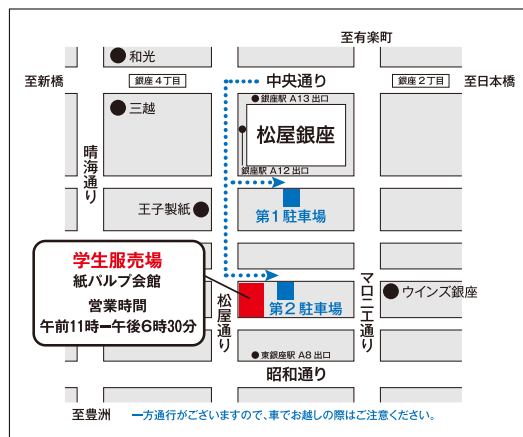 至有楽町
和光
至新橋
銀座4丁目
中央通り
銀座2丁目
至日本橋
銀座駅 A13 出口
三越
松屋銀座
晴海通り
銀座駅 A12 出口
王子製紙
第1駐車場
学生服売場
紙パルプ会館
営業時間
午前11時ー午後6時30分
松屋通り
第2駐車場
マロニエ通り
ウインズ銀座
東銀座駅 A8 出口
昭和通り
至豊洲
一方通行がございますので、車でお越しの際はご注意ください。